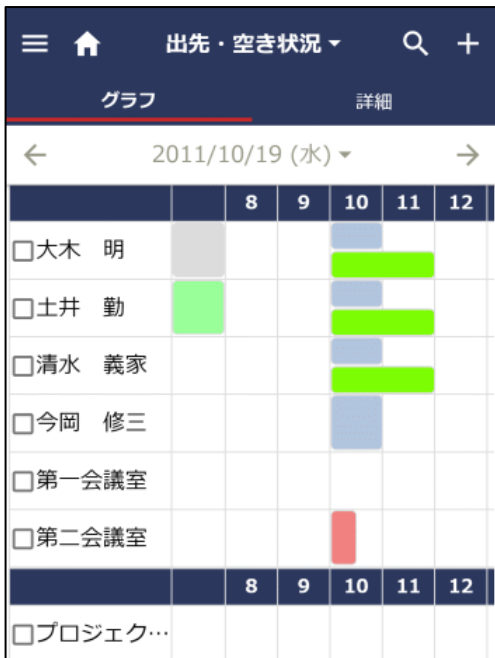 出先・空き状況
グラフ 詳細
2011/10/19 (水)
8 9 10 11 12
大木 明
土井 勤
清水 義家
今岡 修三
第一会議室
第二会議室
8 9 10 11 12
プロジェク…